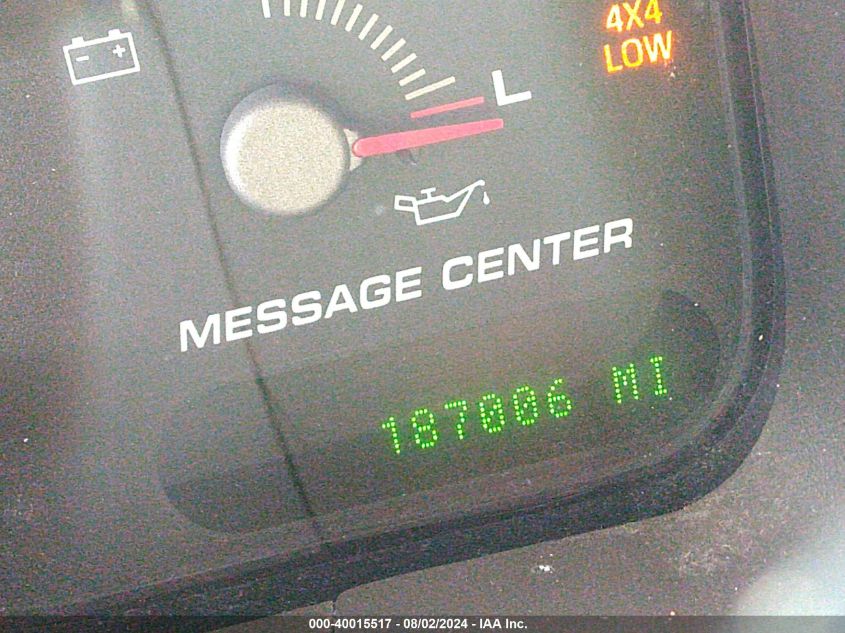 4X4
LOW
- +
L
MESSAGE CENTER
187006 MI
000-40015517 - 08/02/2024 - IAA Inc.